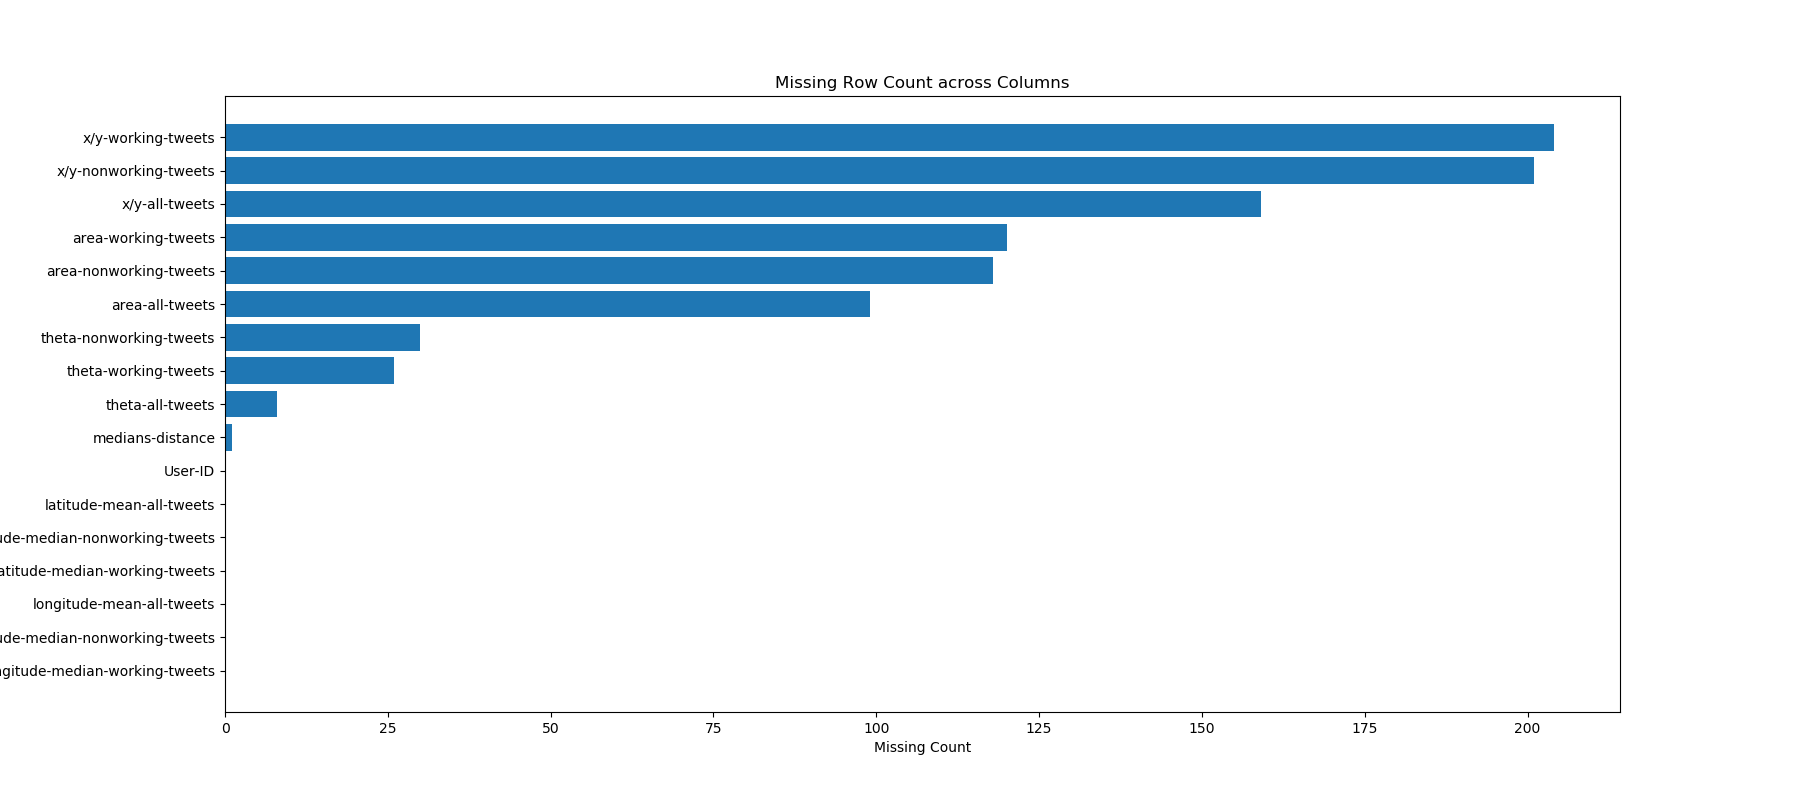 Missing Row Count across Columns
x/y-working-tweets
x/y-nonworking-tweets
x/y-all-tweets
area-working-tweets
area-nonworking-tweets
area-all-tweets
theta-nonworking-tweets
theta-working-tweets
theta-all-tweets
medians-distance
User-ID
latitude-mean-all-tweets
ude-median-nonworking-tweets
atitude-median-working-tweets
longitude-mean-all-tweets
ude-median-nonworking-tweets
gitude-median-working-tweets
0 25 50 75 100 125 150 175 200
Missing Count